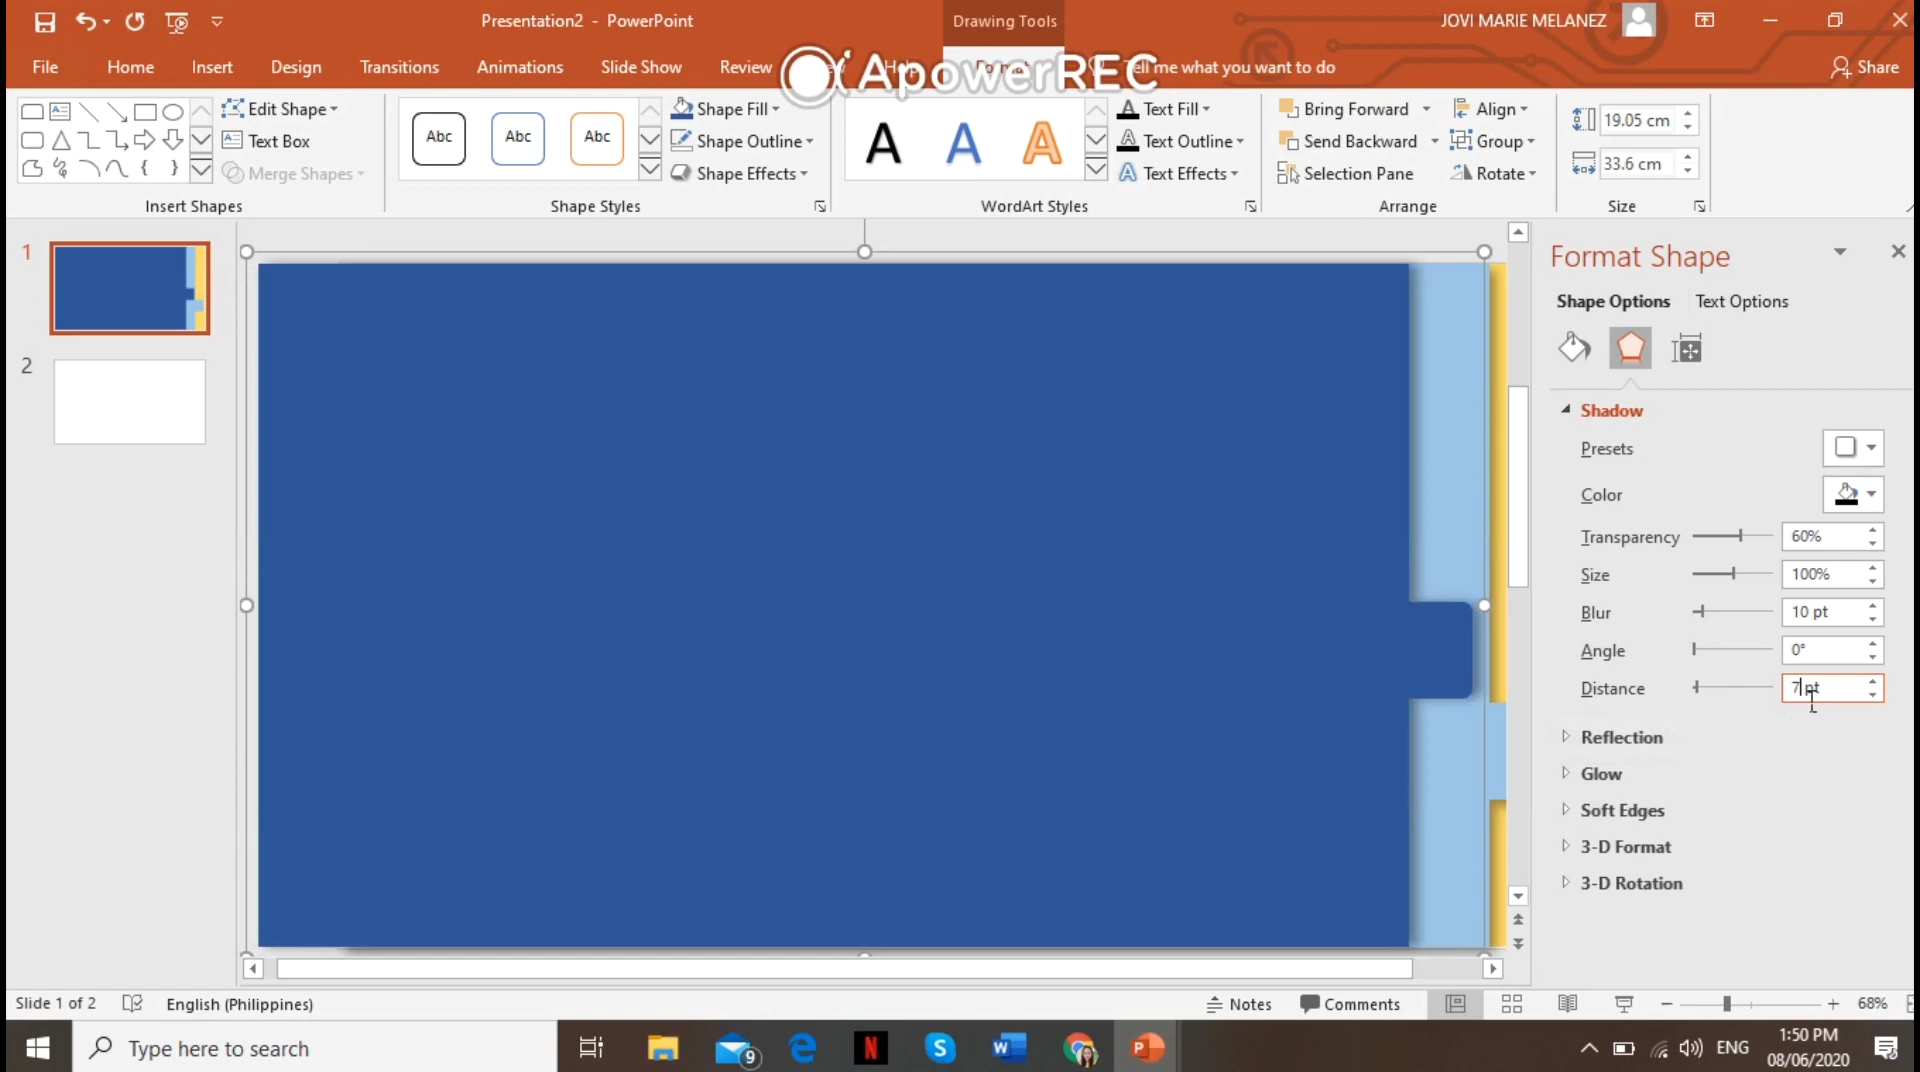 Presentation2 - PowerPoint
Drawing Tools
JOVI MARIE MELANEZ
File
Home
Insert
Design
Transitions
Animations
Slide Show
Review
Help
ApowerREC
Tell me what you want to do
Share
Edit Shape
Text Box
Merge Shapes
Insert Shapes
Abc
Abc
Abc
Shape Fill
Shape Outline
Shape Effects
Shape Styles
A
A
A
Text Fill
Text Outline
Text Effects
WordArt Styles
Bring Forward
Send Backward
Selection Pane
Align
Group
Rotate
Arrange
19.05 cm
33.6 cm
Size
1
2
Format Shape
Shape Options
Text Options
Shadow
Presets
Color
Transparency
60%
Size
100%
Blur
10 pt
Angle
0°
Distance
7 pt
Reflection
Glow
Soft Edges
3-D Format
3-D Rotation
Slide 1 of 2
English (Philippines)
Notes
Comments
68%
Type here to search
9
ENG
1:50 PM
08/06/2020